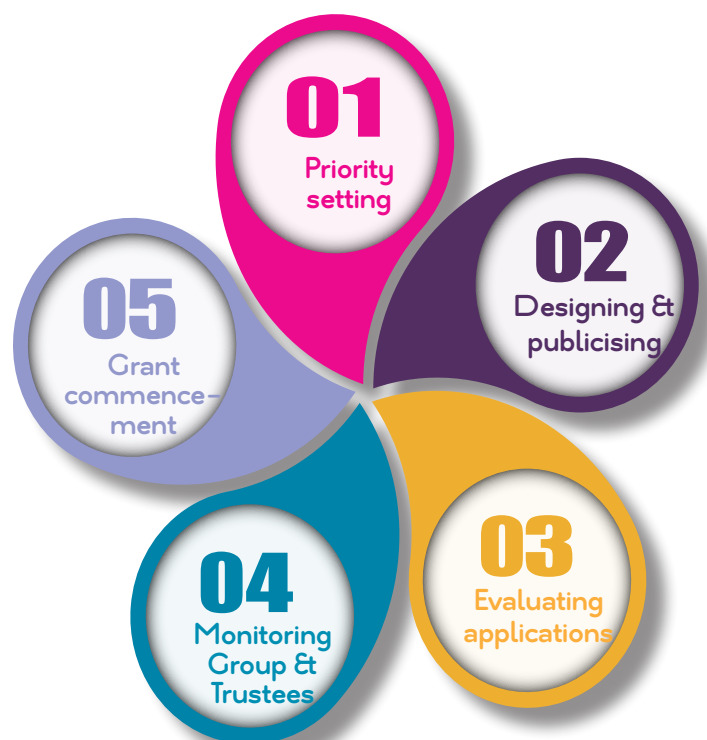 01
Priority
setting
02
Designing &
publicising
03
Evaluating
applications
04
Monitoring
Group &
Trustees
05
Grant
commence-
ment